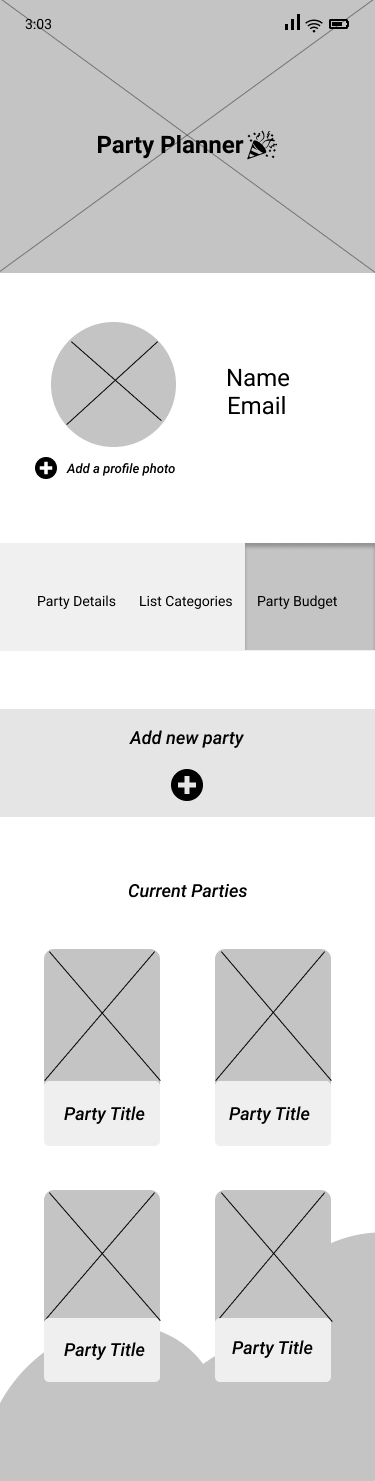 3:03
Party Planner
Name
Email
Add a profile photo
Party Details
List Categories
Party Budget
Add new party
Current Parties
Party Title
Party Title
Party Title
Party Title